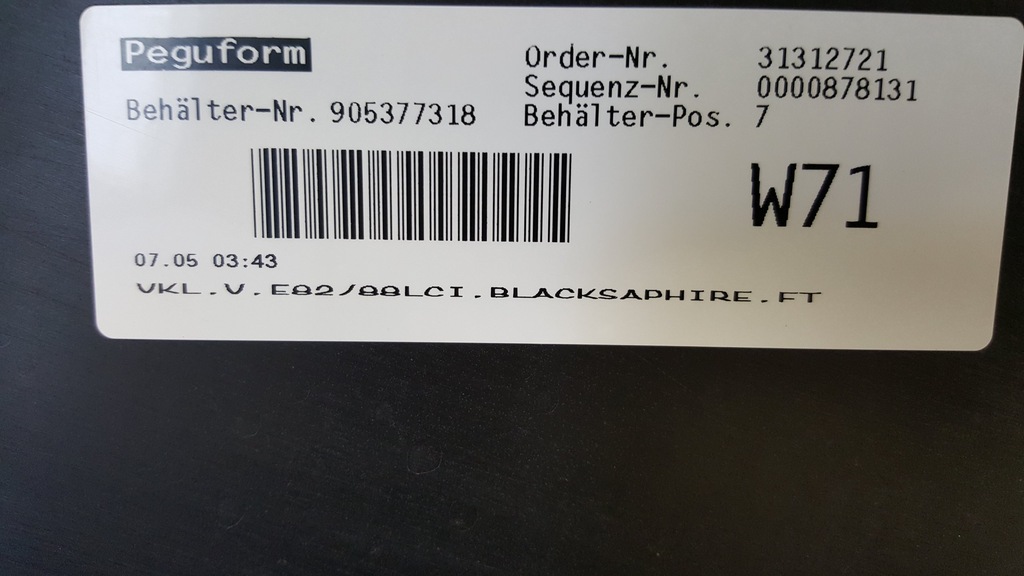 Peguform
Order-Nr. 31312721
Sequenz-Nr. 0000878131
Behälter-Nr. 905377318
Behälter-Pos. 7
W71
07.05 03:43
VKL.V.E82/88LCI.BLACKSAPHIRE.FT